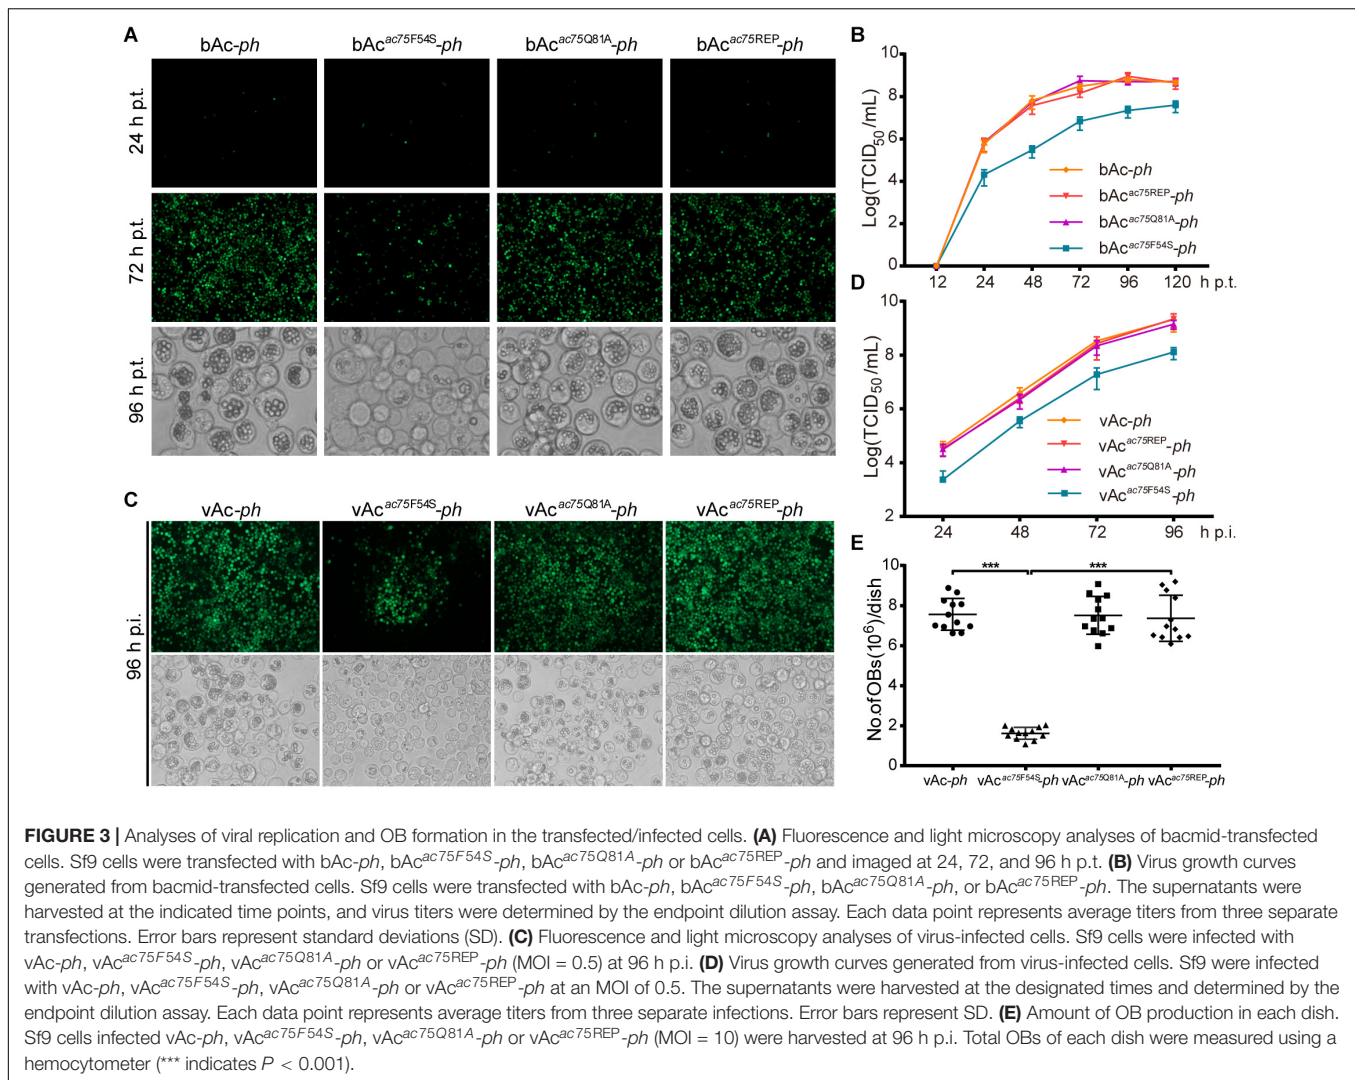 A
bAc-ph
bAcac75F54S-ph
bAcac75Q81A-ph
bAcac75REP-ph
24 h p.t.
72 h p.t.
96 h p.t.
B
Log(TCID50/mL)
10
8
6
4
2
0
bAc-ph
bAcac75REP-ph
bAcac75Q81A-ph
bAcac75F54S-ph
12 24 48 72 96 120 h p.t.
C
vAc-ph
vAcac75F54S-ph
vAcac75Q81A-ph
vAcac75REP-ph
96 h p.i.
D
Log(TCID50/mL)
10
8
6
4
2
vAc-ph
vAcac75REP-ph
vAcac75Q81A-ph
vAcac75F54S-ph
24 48 72 96 h p.i.
E
No.of OBs(10^6)/dish
10
8
6
4
2
0
*** ***
vAc-ph vAcac75F54S-ph vAcac75Q81A-ph vAcac75REP-ph
FIGURE 3 | Analyses of viral replication and OB formation in the transfected/infected cells. (A) Fluorescence and light microscopy analyses of bacmid-transfected
cells. Sf9 cells were transfected with bAc-ph, bAcac75F54S-ph, bAcac75Q81A-ph or bAcac75REP-ph and imaged at 24, 72, and 96 h p.t. (B) Virus growth curves
generated from bacmid-transfected cells. Sf9 cells were transfected with bAc-ph, bAcac75F54S-ph, bAcac75Q81A-ph, or bAcac75REP-ph. The supernatants were
harvested at the indicated time points, and virus titers were determined by the endpoint dilution assay. Each data point represents average titers from three separate
transfections. Error bars represent standard deviations (SD). (C) Fluorescence and light microscopy analyses of virus-infected cells. Sf9 cells were infected with
vAc-ph, vAcac75F54S-ph, vAcac75Q81A-ph or vAcac75REP-ph (MOI = 0.5) at 96 h p.i. (D) Virus growth curves generated from virus-infected cells. Sf9 were infected
with vAc-ph, vAcac75F54S-ph, vAcac75Q81A-ph or vAcac75REP-ph at an MOI of 0.5. The supernatants were harvested at the designated times and determined by the
endpoint dilution assay. Each data point represents average titers from three separate infections. Error bars represent SD. (E) Amount of OB production in each dish.
Sf9 cells infected vAc-ph, vAcac75F54S-ph, vAcac75Q81A-ph or vAcac75REP-ph (MOI = 10) were harvested at 96 h p.i. Total OBs of each dish were measured using a
hemocytometer (*** indicates P < 0.001).